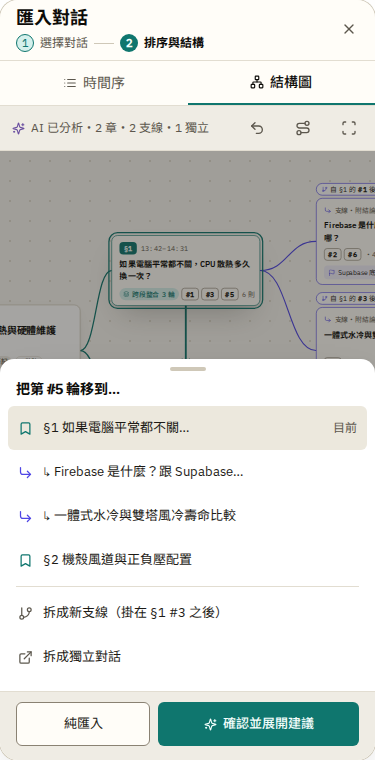 匯入對話
1 選擇對話 2 排序與結構
時間序 結構圖
AI 已分析・2 章・2 支線・1 獨立
自 §1 的 #1 後
§1 13:42–14:31
支線・附結論
如果電腦平常都不關，CPU 散熱多久
換一次？
Firebase 是什
哪？
跨段整合 3 輪 #1 #3 #5 6 則
#2 #6
Supabase
自 §1 的 #3 後
熱與硬體維護
支線・附結論
一體式水冷與
把第 #5 輪移到...
§1 如果電腦平常都不關... 目前
↳ Firebase 是什麼？跟 Supabase...
↳ 一體式水冷與雙塔風冷壽命比較
§2 機殼風道與正負壓配置
拆成新支線（掛在 §1 #3 之後）
拆成獨立對話
純匯入 確認並展開建議